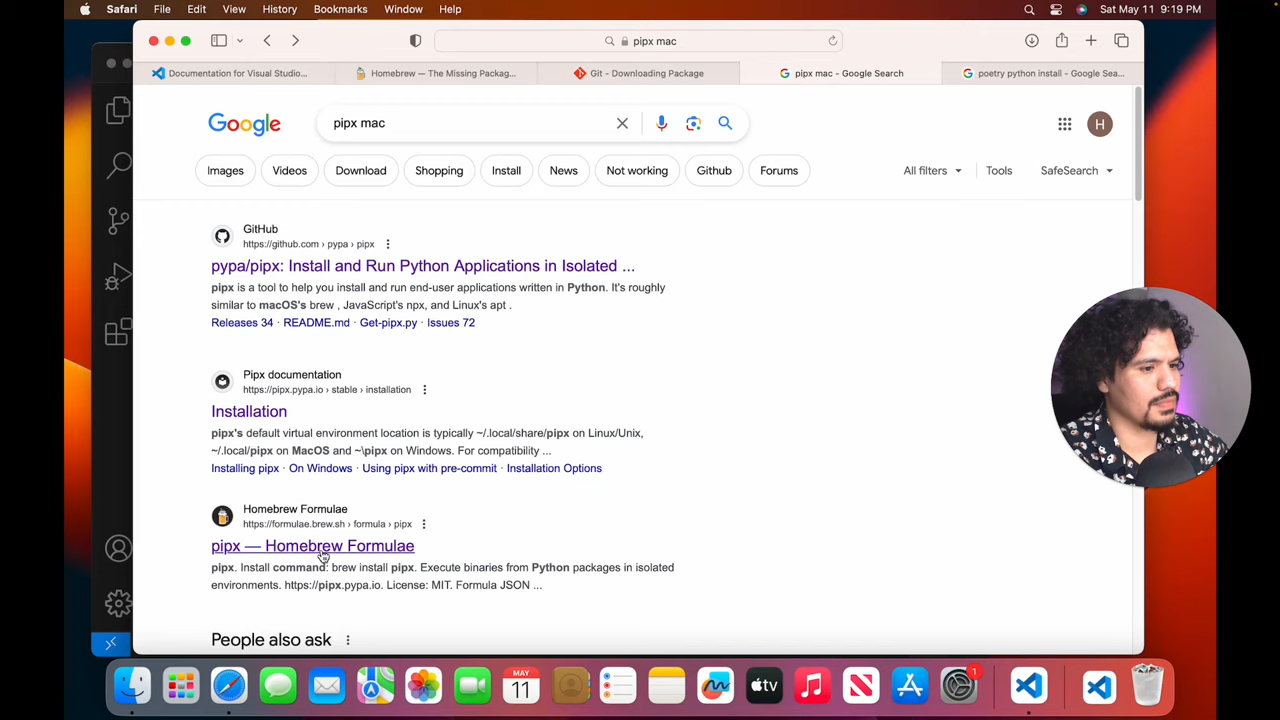 Safari File Edit View History Bookmarks Window Help Sat May 11 9:19 PM
pipx mac
Documentation for Visual Studio... Homebrew — The Missing Packag... Git - Downloading Package pipx mac - Google Search poetry python install - Google Sea...
Google pipx mac H
Images Videos Download Shopping Install News Not working Github Forums All filters Tools SafeSearch
GitHub
https://github.com › pypa › pipx
pypa/pipx: Install and Run Python Applications in Isolated ...
pipx is a tool to help you install and run end-user applications written in Python. It's roughly
similar to macOS's brew , JavaScript's npx, and Linux's apt .
Releases 34 · README.md · Get-pipx.py · Issues 72
Pipx documentation
https://pipx.pypa.io › stable › installation
Installation
pipx's default virtual environment location is typically ~/.local/share/pipx on Linux/Unix,
~/.local/pipx on MacOS and ~\pipx on Windows. For compatibility ...
Installing pipx · On Windows · Using pipx with pre-commit · Installation Options
Homebrew Formulae
https://formulae.brew.sh › formula › pipx
pipx — Homebrew Formulae
pipx. Install command: brew install pipx. Execute binaries from Python packages in isolated
environments. https://pipx.pypa.io. License: MIT. Formula JSON ...
People also ask
MAY
11
tv
1